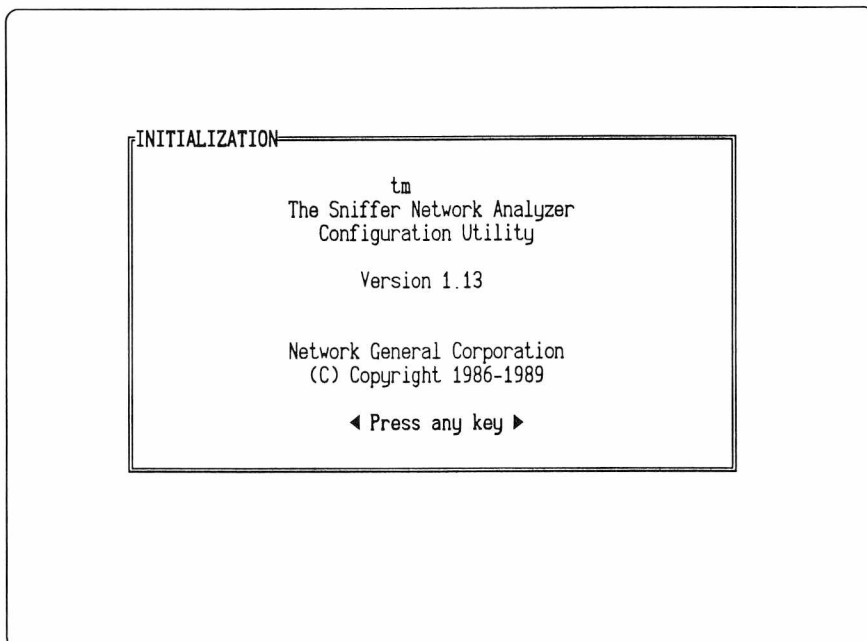 INITIALIZATION
tm
The Sniffer Network Analyzer
Configuration Utility
Version 1.13
Network General Corporation
(C) Copyright 1986-1989
◄ Press any key ►